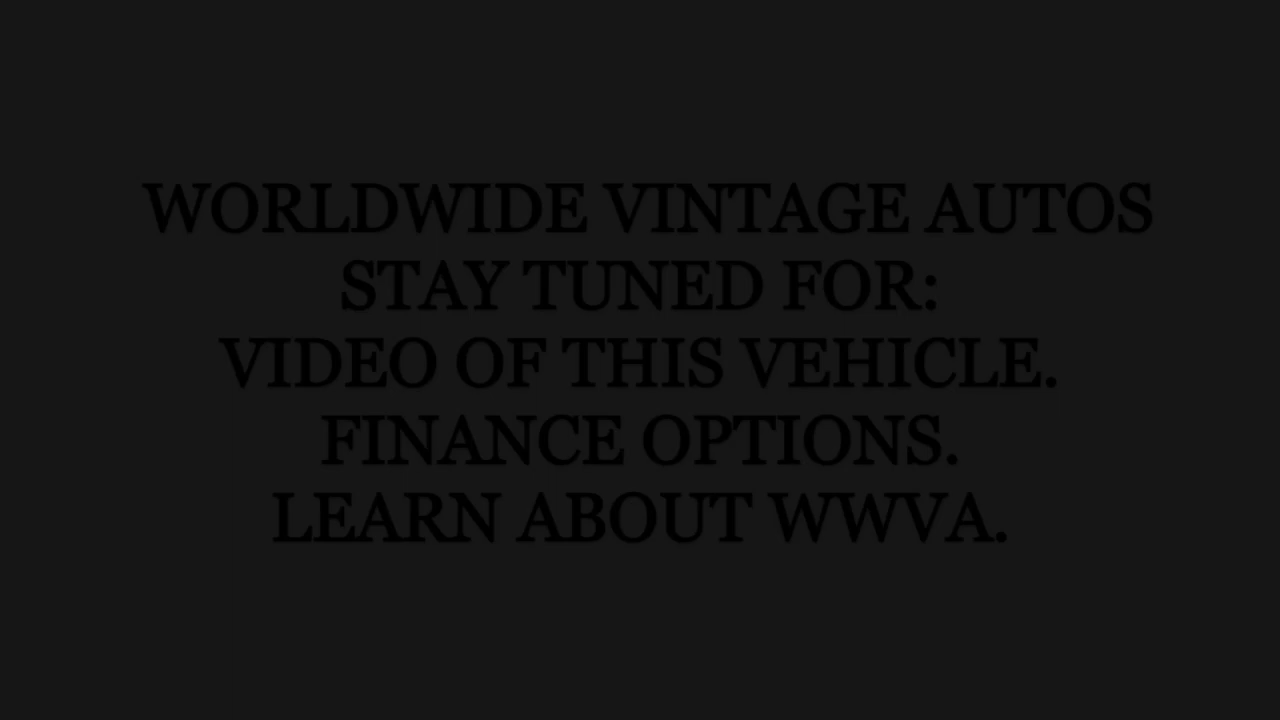 WORLDWIDE VINTAGE AUTOS
STAY TUNED FOR:
VIDEO OF THIS VEHICLE.
FINANCE OPTIONS.
LEARN ABOUT WWVA.